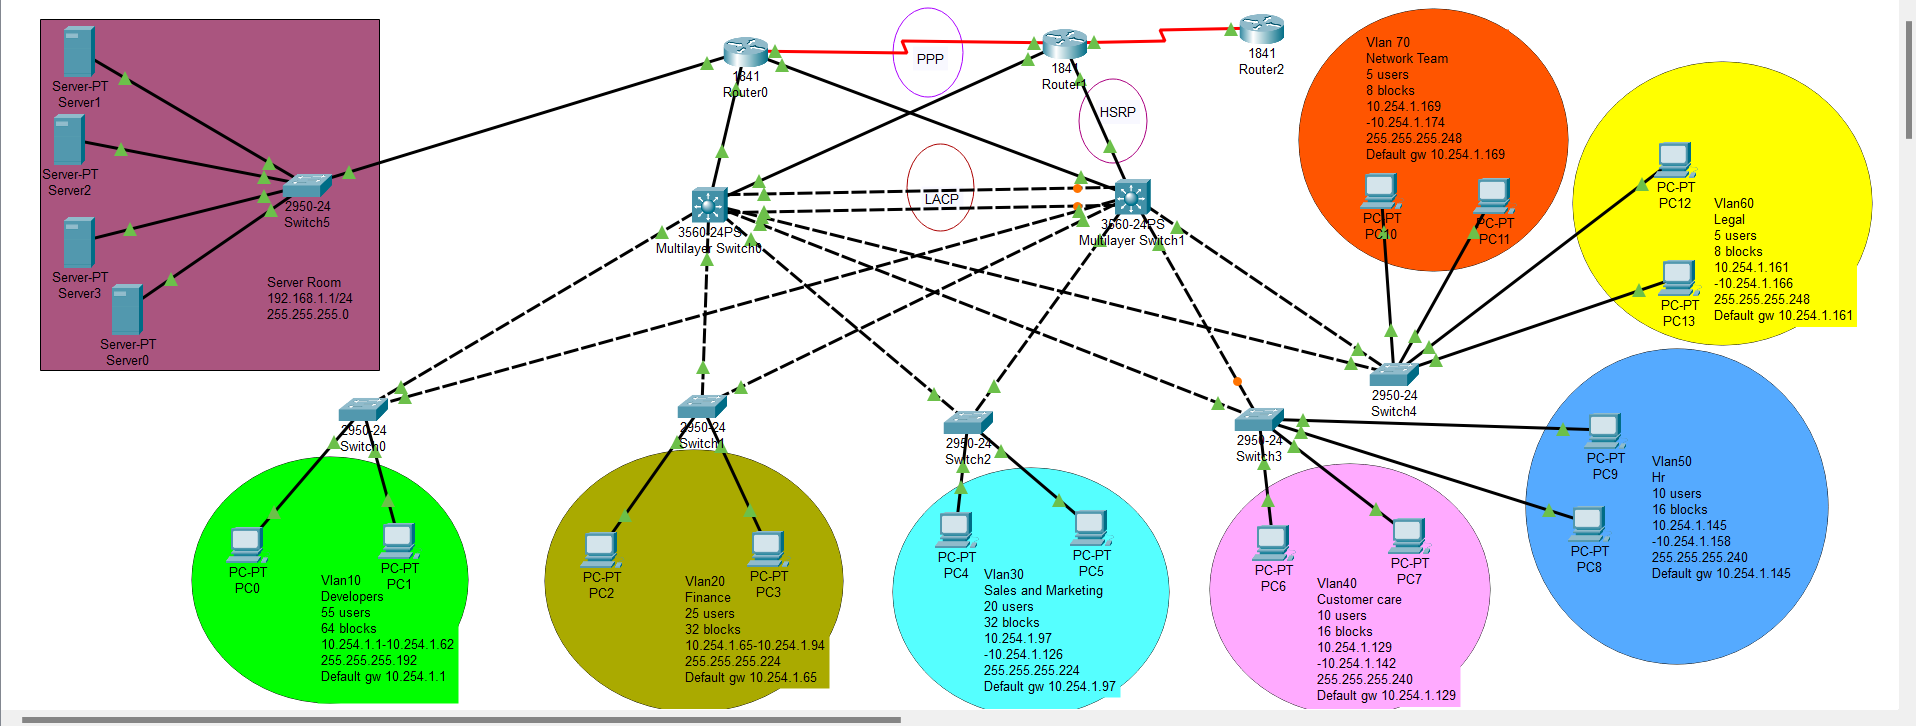 Server-PT
Server1
Server-PT
Server2
Server-PT
Server3
Server-PT
Server0
2950-24
Switch5
Server Room
192.168.1.1/24
255.255.255.0
1841
Router0
PPP
1841
Router1
1841
Router2
HSRP
LACP
3560-24PS
Multilayer Switch0
3560-24PS
Multilayer Switch1
Vlan 70
Network Team
5 users
8 blocks
10.254.1.169
-10.254.1.174
255.255.255.248
Default gw 10.254.1.169
PC-PT
PC10
PC-PT
PC11
PC-PT
PC12
Vlan60
Legal
5 users
8 blocks
10.254.1.161
-10.254.1.166
255.255.255.248
Default gw 10.254.1.161
PC-PT
PC13
2950-24
Switch0
2950-24
Switch1
2950-24
Switch2
2950-24
Switch3
2950-24
Switch4
PC-PT
PC9
PC-PT
PC8
Vlan50
Hr
10 users
16 blocks
10.254.1.145
-10.254.1.158
255.255.255.240
Default gw 10.254.1.145
PC-PT
PC0
PC-PT
PC1
Vlan10
Developers
55 users
64 blocks
10.254.1.1-10.254.1.62
255.255.255.192
Default gw 10.254.1.1
PC-PT
PC2
PC-PT
PC3
Vlan20
Finance
25 users
32 blocks
10.254.1.65-10.254.1.94
255.255.255.224
Default gw 10.254.1.65
PC-PT
PC4
PC-PT
PC5
Vlan30
Sales and Marketing
20 users
32 blocks
10.254.1.97
-10.254.1.126
255.255.255.224
Default gw 10.254.1.97
PC-PT
PC6
PC-PT
PC7
Vlan40
Customer care
10 users
16 blocks
10.254.1.129
-10.254.1.142
255.255.255.240
Default gw 10.254.1.129